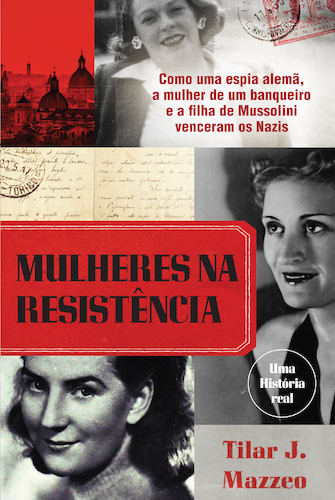 Como uma espia alemã,
a mulher de um banqueiro
e a filha de Mussolini
venceram os Nazis
MULHERES NA
RESISTÊNCIA
Uma
História
real
Tilar J.
Mazzeo